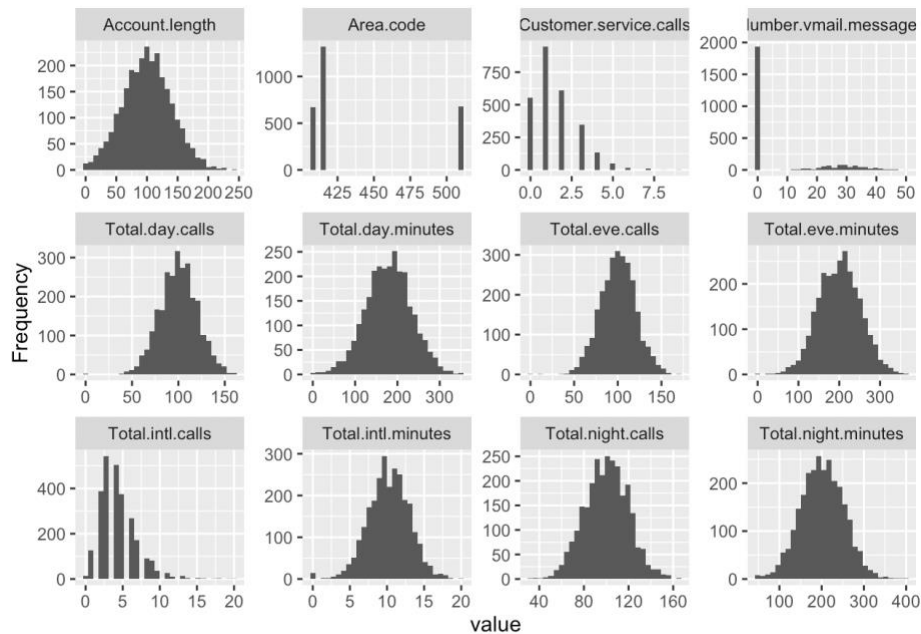 Account.length
Area.code
Customer.service.calls
lumber.vmail.message
200
150
100
50
0
0 50 100 150 200 250
1000
500
0
425 450 475 500
750
500
250
0
0.0 2.5 5.0 7.5
2000
1500
1000
500
0
0 10 20 30 40 50
Total.day.calls
Total.day.minutes
Total.eve.calls
Total.eve.minutes
300
200
100
0
0 50 100 150
250
200
150
100
50
0
0 100 200 300
300
200
100
0
0 50 100 150
200
100
0
0 100 200 300
Total.intl.calls
Total.intl.minutes
Total.night.calls
Total.night.minutes
400
200
0
0 5 10 15 20
300
200
100
0
0 5 10 15 20
250
200
150
100
50
0
40 80 120 160
200
100
0
100 200 300 400
Frequency
value